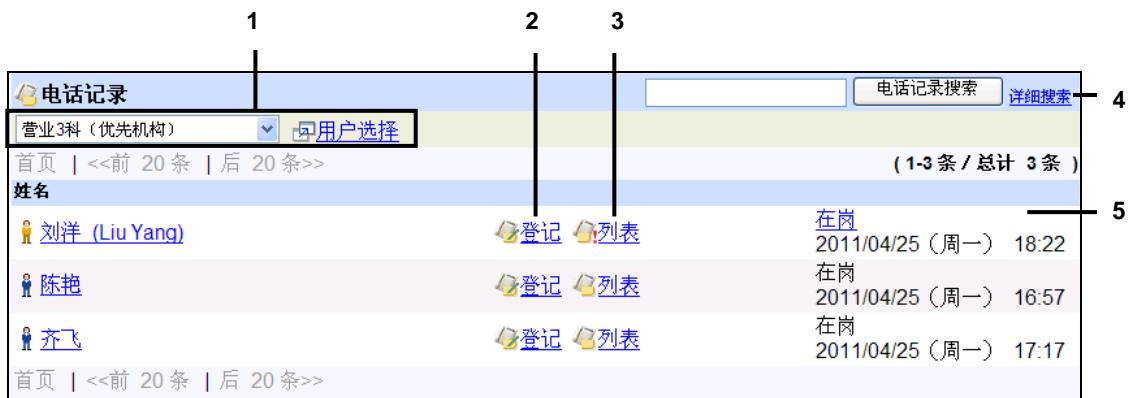 1 2 3
电话记录 电话记录搜索 详细搜索 4
营业3科（优先机构） 用户选择
首页 | <<前 20 条 | 后 20 条>> ( 1-3 条 / 总计 3 条 )
姓名
刘洋 (Liu Yang) 登记 列表 在岗 5
2011/04/25（周一） 18:22
陈艳 登记 列表 在岗
2011/04/25（周一） 16:57
齐飞 登记 列表 在岗
2011/04/25（周一） 17:17
首页 | <<前 20 条 | 后 20 条>>